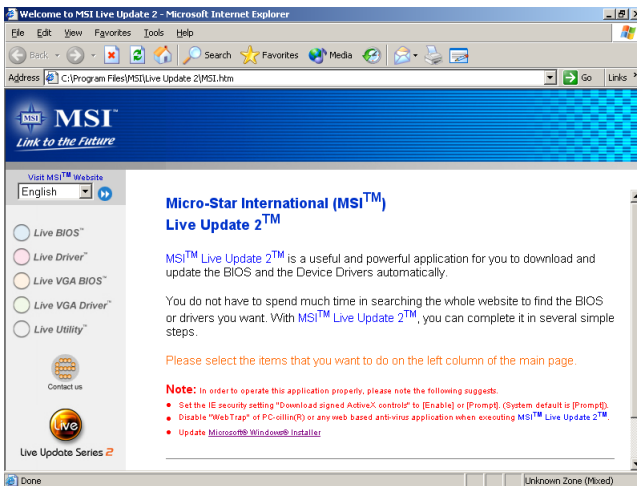 Welcome to MSI Live Update 2 - Microsoft Internet Explorer
File Edit View Favorites Tools Help
Back Search Favorites Media
Address C:\Program Files\MSI\Live Update 2\MSI.htm Go Links
MSI MSI™
Link to the Future
Visit MSI™ Website
English
Live BIOS™
Live Driver™
Live VGA BIOS™
Live VGA Driver™
Live Utility™
Contact us
Live
Live Update Series 2
Micro-Star International (MSI™)
Live Update 2™
MSI™ Live Update 2™ is a useful and powerful application for you to download and
update the BIOS and the Device Drivers automatically.
You do not have to spend much time in searching the whole website to find the BIOS
or drivers you want. With MSI™ Live Update 2™, you can complete it in several simple
steps.
Please select the items that you want to do on the left column of the main page.
Note: In order to operate this application properly, please note the following suggests.
Set the IE security setting "Download signed ActiveX controls" to [Enable] or [Prompt]. (System default is [Prompt]).
Disable "Web Trap" of PC-cillin(R) or any web based anti-virus application when executing MSI™ Live Update 2™.
Update Microsoft® Windows® Installer
Done Unknown Zone (Mixed)